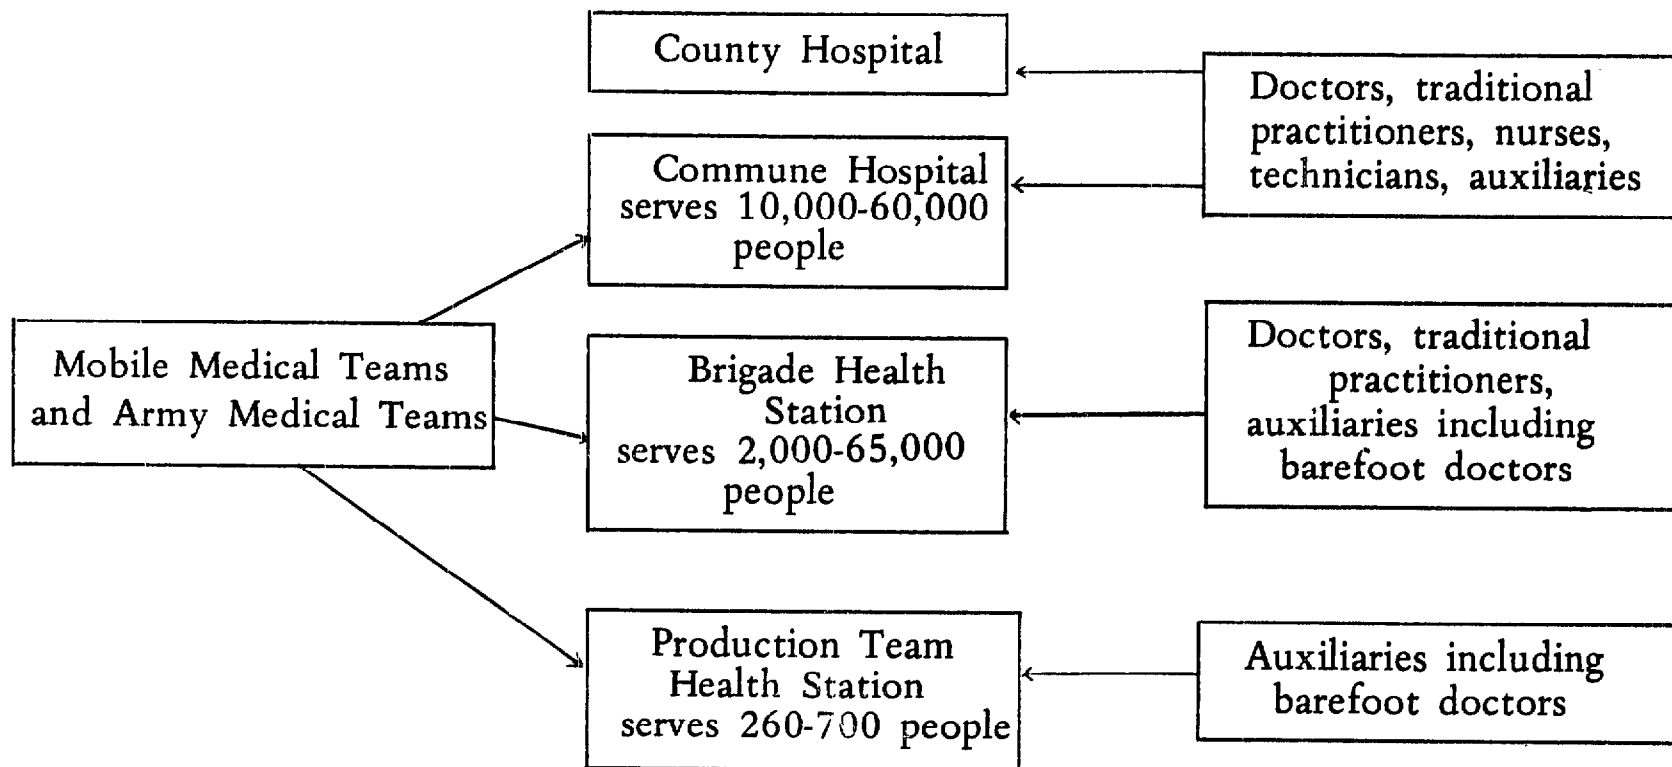 County Hospital
Doctors, traditional
practitioners, nurses,
technicians, auxiliaries
Commune Hospital
serves 10,000-60,000
people
Mobile Medical Teams
and Army Medical Teams
Brigade Health
Station
serves 2,000-65,000
people
Doctors, traditional
practitioners,
auxiliaries including
barefoot doctors
Production Team
Health Station
serves 260-700 people
Auxiliaries including
barefoot doctors